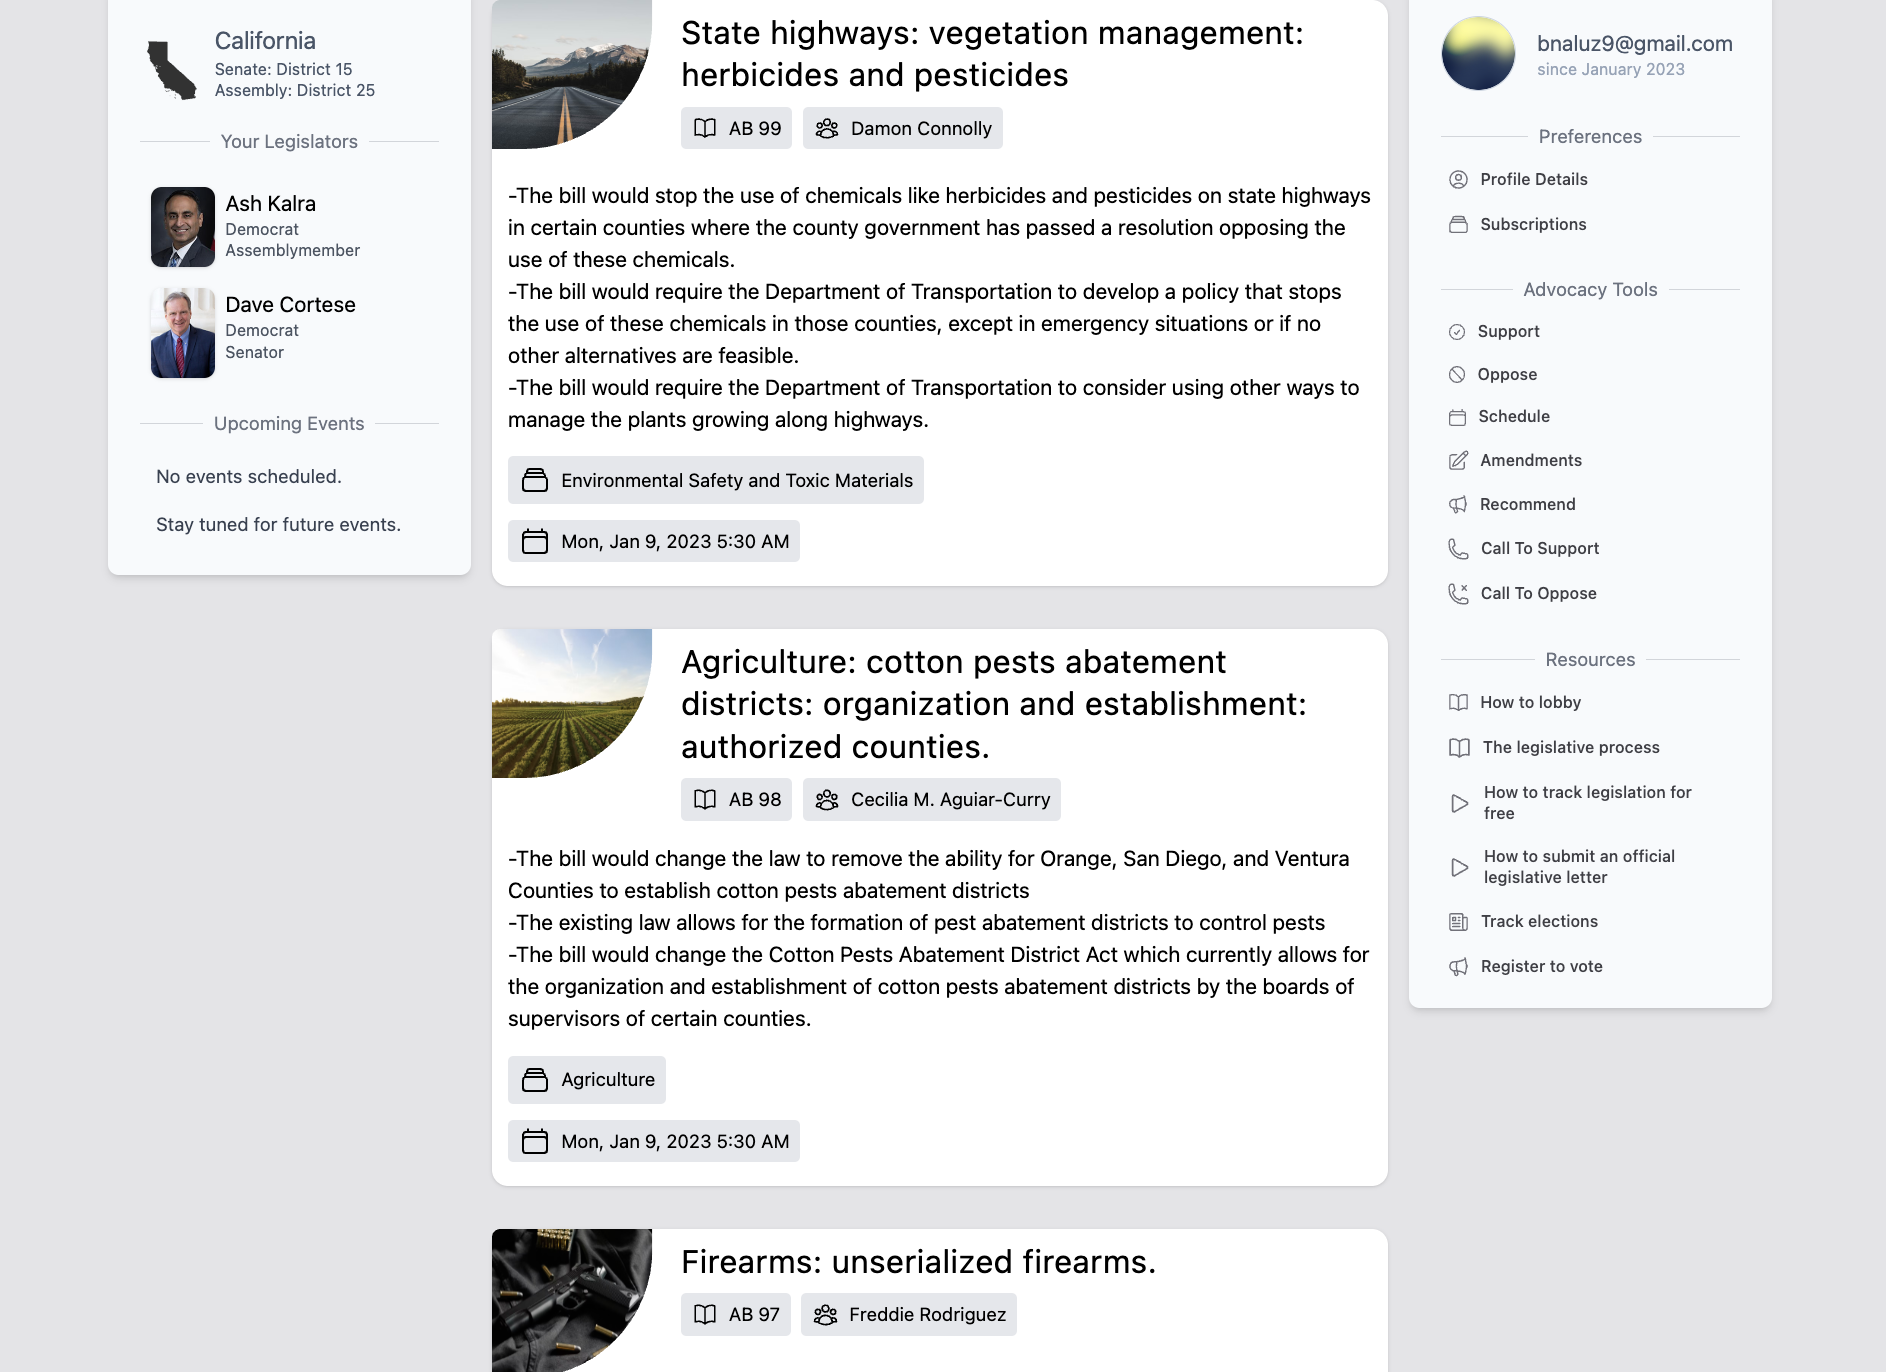 California
Senate: District 15
Assembly: District 25
Your Legislators
Ash Kalra
Democrat
Assemblymember
Dave Cortese
Democrat
Senator
Upcoming Events
No events scheduled.
Stay tuned for future events.
State highways: vegetation management:
herbicides and pesticides
AB 99
Damon Connolly
-The bill would stop the use of chemicals like herbicides and pesticides on state highways
in certain counties where the county government has passed a resolution opposing the
use of these chemicals.
-The bill would require the Department of Transportation to develop a policy that stops
the use of these chemicals in those counties, except in emergency situations or if no
other alternatives are feasible.
-The bill would require the Department of Transportation to consider using other ways to
manage the plants growing along highways.
Environmental Safety and Toxic Materials
Mon, Jan 9, 2023 5:30 AM
Agriculture: cotton pests abatement
districts: organization and establishment:
authorized counties.
AB 98
Cecilia M. Aguiar-Curry
-The bill would change the law to remove the ability for Orange, San Diego, and Ventura
Counties to establish cotton pests abatement districts
-The existing law allows for the formation of pest abatement districts to control pests
-The bill would change the Cotton Pests Abatement District Act which currently allows for
the organization and establishment of cotton pests abatement districts by the boards of
supervisors of certain counties.
Agriculture
Mon, Jan 9, 2023 5:30 AM
Firearms: unserialized firearms.
AB 97
Freddie Rodriguez
bnaluz9@gmail.com
since January 2023
Preferences
Profile Details
Subscriptions
Advocacy Tools
Support
Oppose
Schedule
Amendments
Recommend
Call To Support
Call To Oppose
Resources
How to lobby
The legislative process
How to track legislation for
free
How to submit an official
legislative letter
Track elections
Register to vote